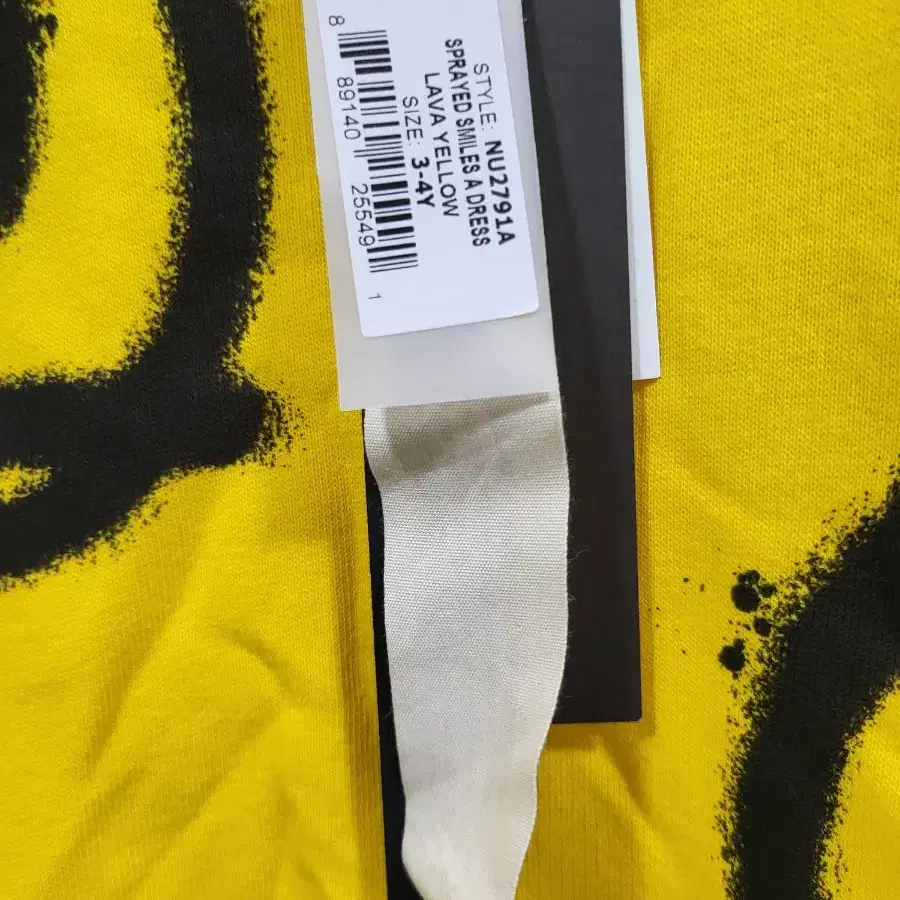 STYLE: NU2791A
SPRAYED SMILES A DRESS
LAVA YELLOW
SIZE: 3-4Y
8 89140 25549 1